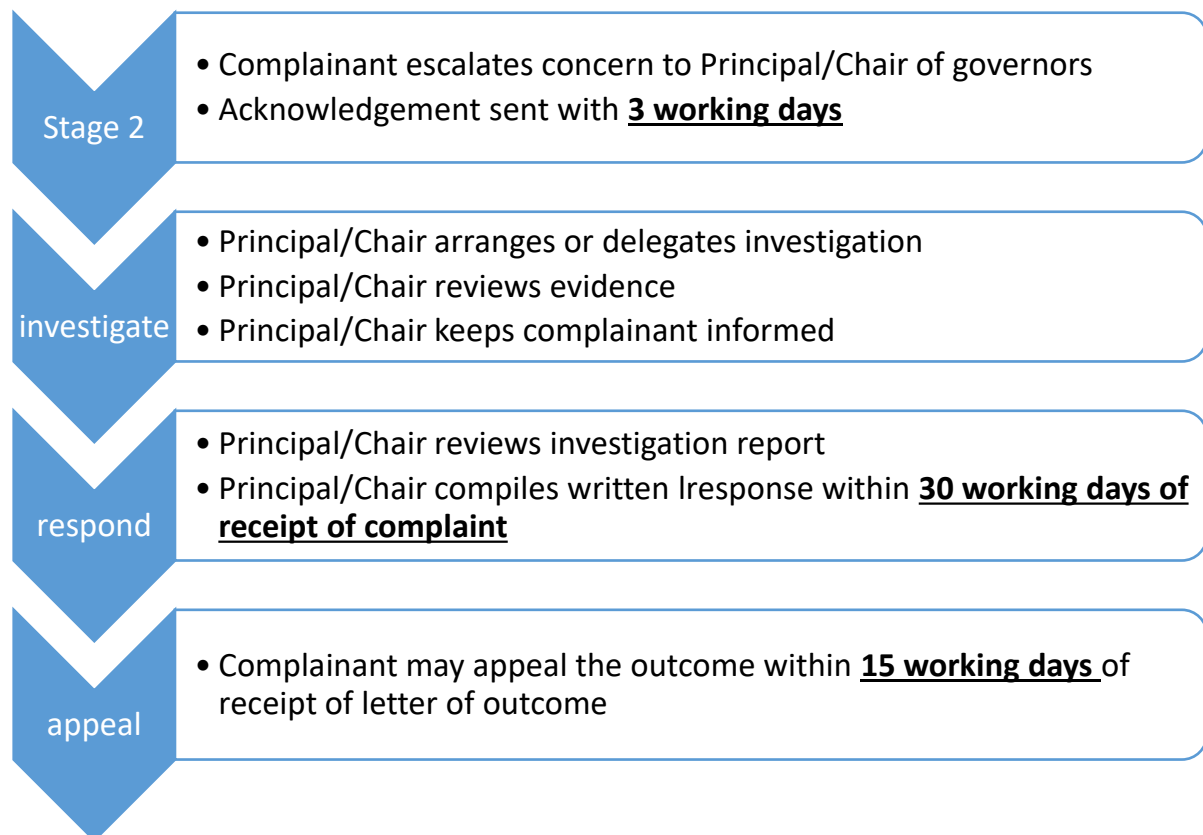 Stage 2
• Complainant escalates concern to Principal/Chair of governors
• Acknowledgement sent with 3 working days
investigate
• Principal/Chair arranges or delegates investigation
• Principal/Chair reviews evidence
• Principal/Chair keeps complainant informed
respond
• Principal/Chair reviews investigation report
• Principal/Chair compiles written lresponse within 30 working days of
receipt of complaint
appeal
• Complainant may appeal the outcome within 15 working days of
receipt of letter of outcome